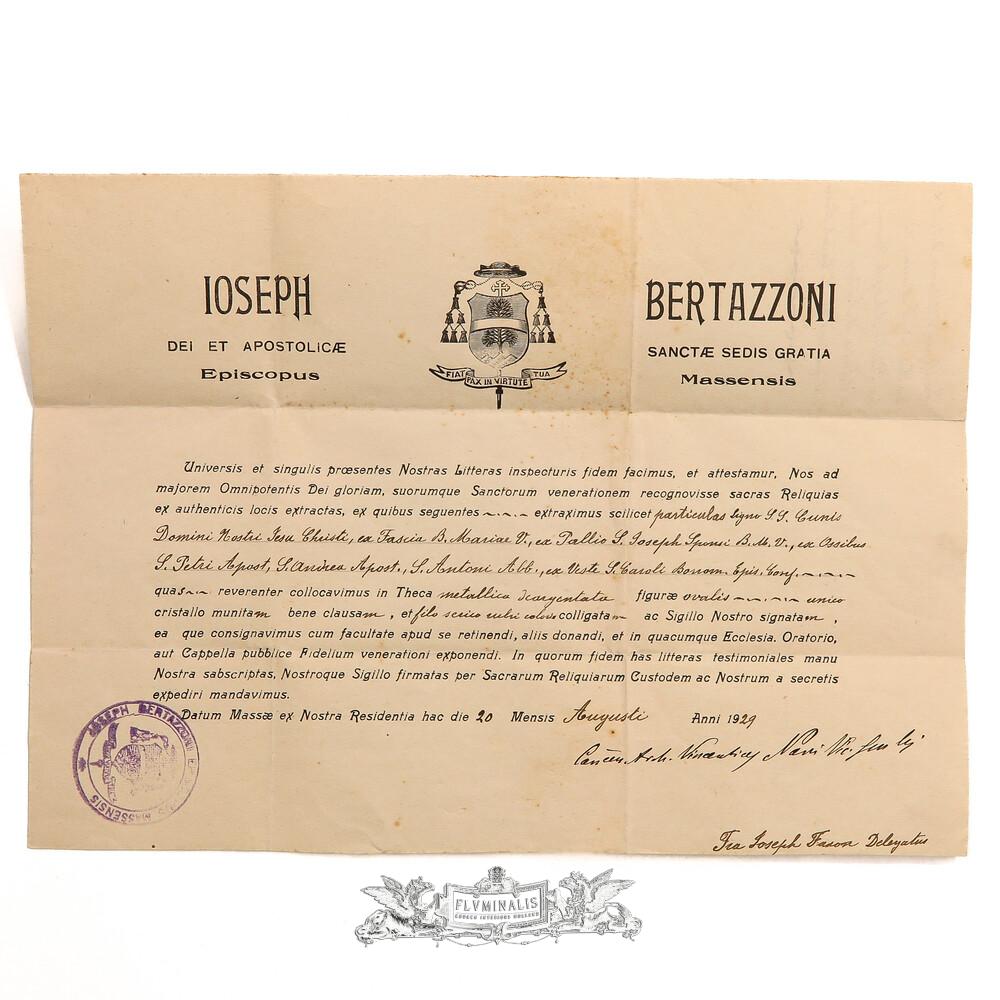 IOSEPH BERTAZZONI
DEI ET APOSTOLICÆ SANCTÆ SEDIS GRATIA
Episcopus Massensis
FIAT PAX IN VIRTUTE TUA
Universis et singulis præsentes Nostras Litteras inspecturis fidem facimus, et attestamur, Nos ad
majorem Omnipotentis Dei gloriam, suorumque Sanctorum venerationem recognovisse sacras Reliquias
ex authenticis locis extractas, ex quibus seguentes extraximus scilicet particulas Ligno S.S. Cunis
Domini Nostri Jesu Christi, ex Fascia B. Mariae V., ex Pallio S. Joseph Sponsi B.M.V., ex Ossibus
S. Petri Apost, S. Andrea Apost., S. Antoni Abb., ex Veste S. Caroli Bonom. Epis. Conf.
quas reverenter collocavimus in Theca metallica deargentata figuræ ovalis unico
cristallo munitam bene clausam, et filo serico rubri coloris colligatam ac Sigillo Nostro signatam,
ea que consignavimus cum facultate apud se retinendi, aliis donandi, et in quacumque Ecclesia. Oratorio,
aut Cappella pubblice Fidelium venerationi exponendi. In quorum fidem has litteras testimoniales manu
Nostra sabscriptas, Nostroque Sigillo firmatas per Sacrarum Reliquiarum Custodem ac Nostrum a secretis
expediri mandavimus.
Datum Massæ ex Nostra Residentia hac die 20 Mensis Augusti Anni 1929
IOSEPH BERTAZZONI MASSENSIS
Arch. Vincentius
Fra Joseph Delegatus
FLVMINALIS